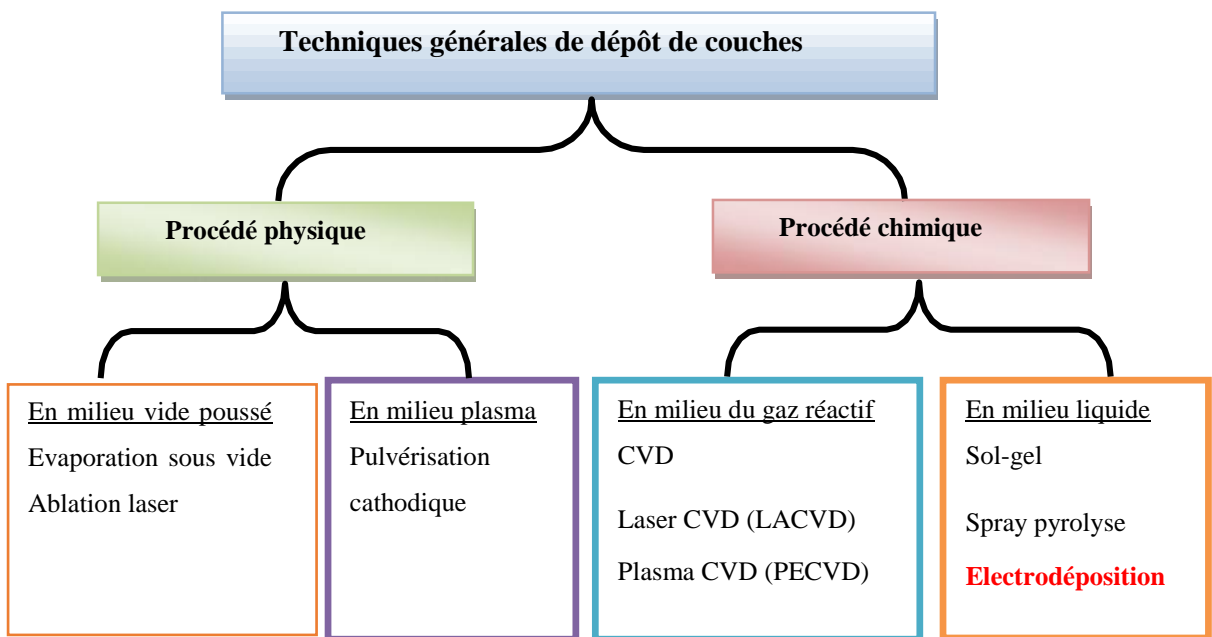 Techniques générales de dépôt de couches
Procédé physique
Procédé chimique
En milieu vide poussé
Evaporation sous vide
Ablation laser
En milieu plasma
Pulvérisation
cathodique
En milieu du gaz réactif
CVD
Laser CVD (LACVD)
Plasma CVD (PECVD)
En milieu liquide
Sol-gel
Spray pyrolyse
Electrodéposition